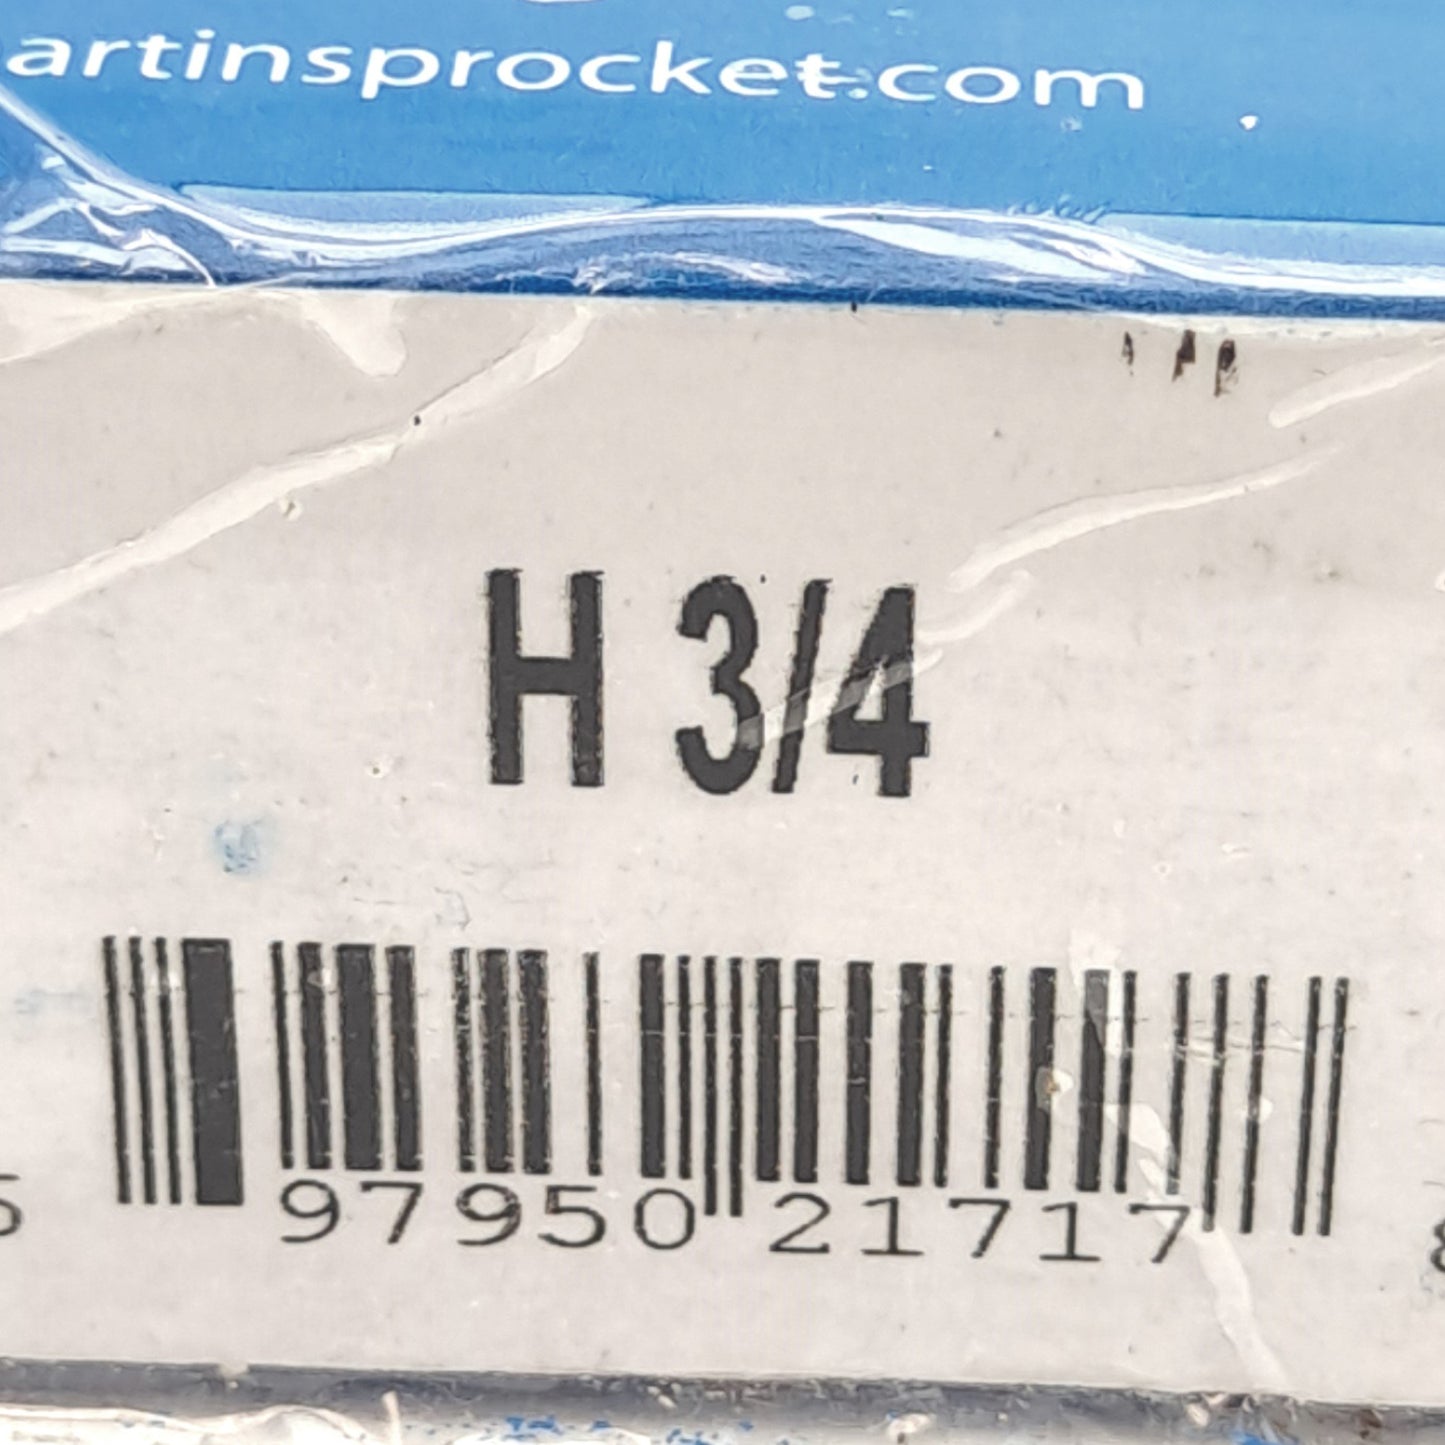 artinsprocket.com
H 3/4
97950 21717